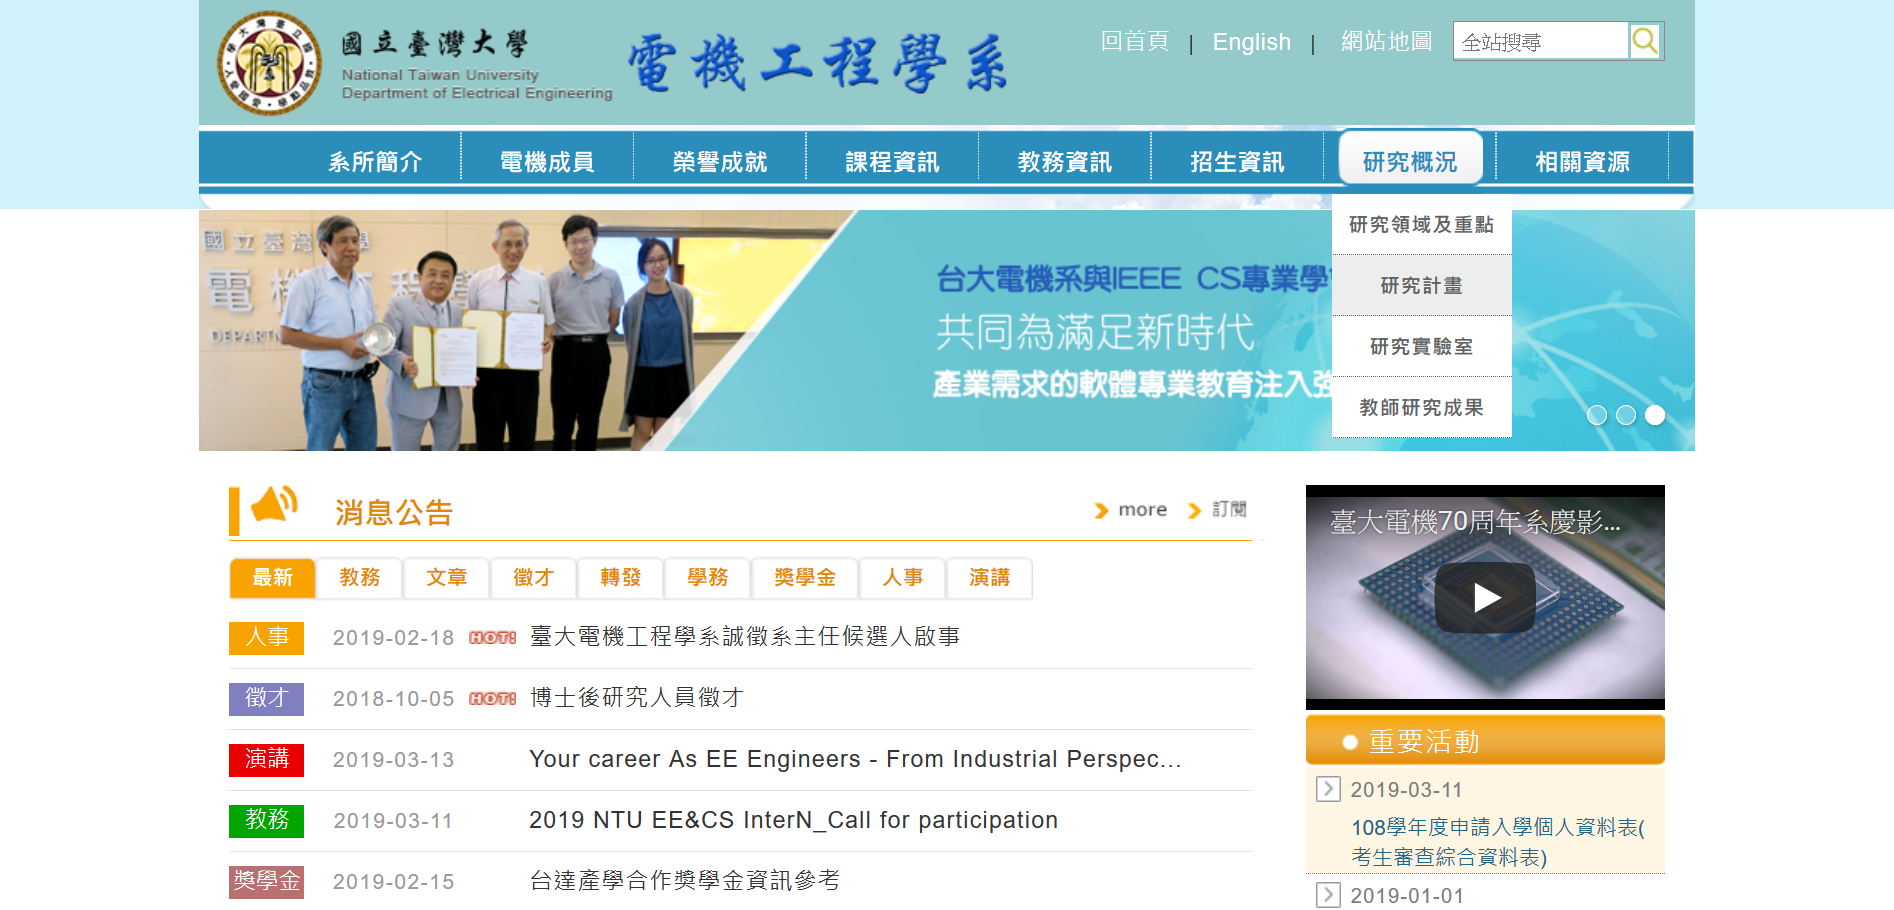 國立臺灣大學
National Taiwan University
Department of Electrical Engineering
電機工程學系
回首頁 | English | 網站地圖
全站搜尋
系所簡介 電機成員 榮譽成就 課程資訊 教務資訊 招生資訊 研究概況 相關資源
研究領域及重點
研究計畫
研究實驗室
教師研究成果
國立臺灣
學
電機
程
DEPART
台大電機系與IEEE CS專業學
共同為滿足新時代
產業需求的軟體專業教育注入強
消息公告
more 訂閱
最新 教務 文章 徵才 轉發 學務 獎學金 人事 演講
人事 2019-02-18 HOT! 臺大電機工程學系誠徵系主任候選人啟事
徵才 2018-10-05 HOT! 博士後研究人員徵才
演講 2019-03-13 Your career As EE Engineers - From Industrial Perspec...
教務 2019-03-11 2019 NTU EE&CS InterN_Call for participation
獎學金 2019-02-15 台達產學合作獎學金資訊參考
臺大電機70周年系慶影...
重要活動
2019-03-11
108學年度申請入學個人資料表(
考生審查綜合資料表)
2019-01-01